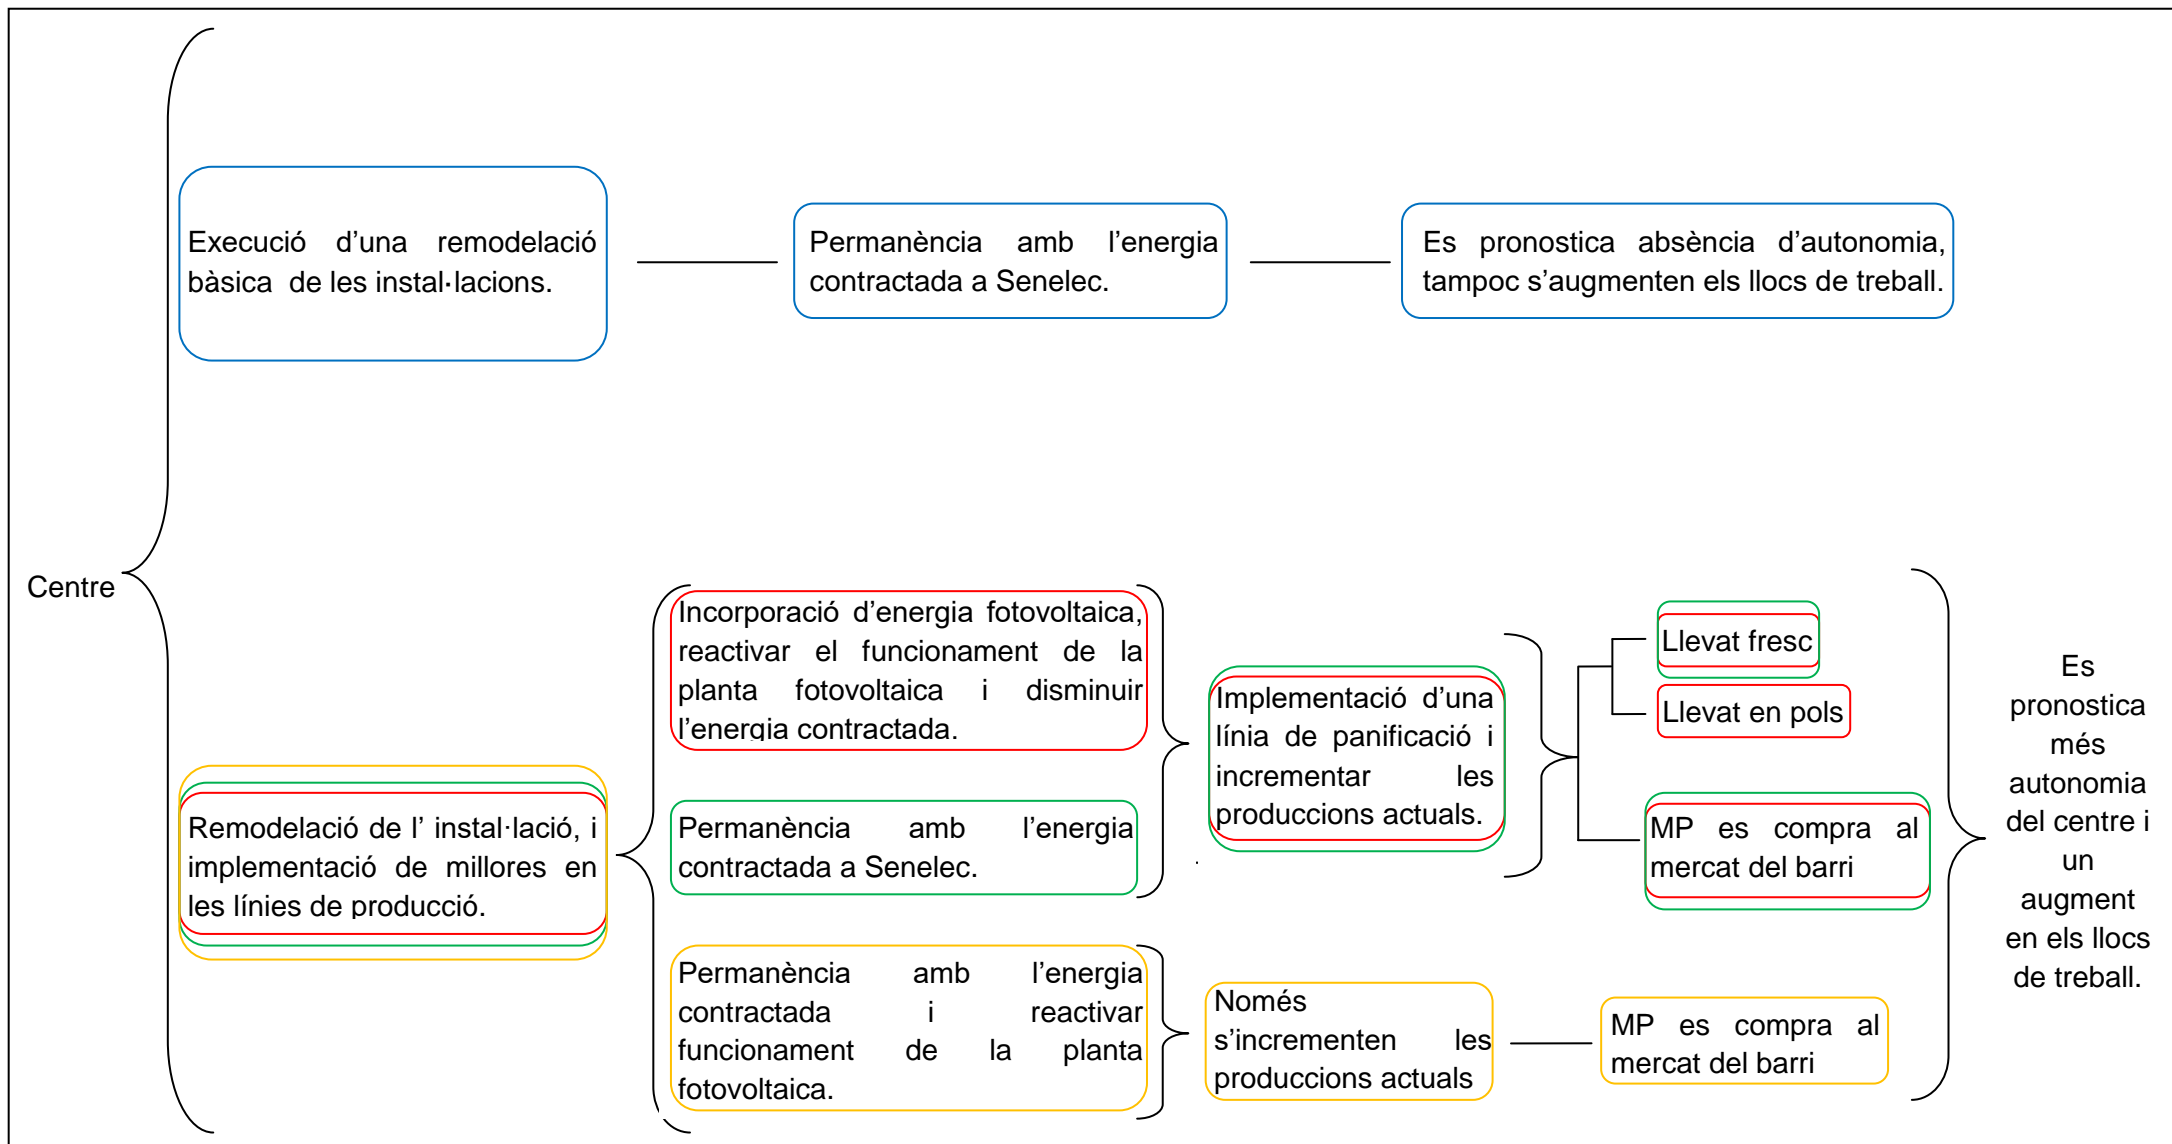 Centre
Execució d’una remodelació
bàsica de les instal·lacions.
Permanència amb l’energia
contractada a Senelec.
Es pronostica absència d’autonomia,
tampoc s’augmenten els llocs de treball.
Remodelació de l’ instal·lació, i
implementació de millores en
les línies de producció.
Incorporació d’energia fotovoltaica,
reactivar el funcionament de la
planta fotovoltaica i disminuir
l’energia contractada.
Permanència amb l’energia
contractada a Senelec.
Implementació d’una
línia de panificació i
incrementar les
produccions actuals.
Llevat fresc
Llevat en pols
MP es compra al
mercat del barri
Permanència amb l’energia
contractada i reactivar
funcionament de la planta
fotovoltaica.
Només
s’incrementen les
produccions actuals
MP es compra al
mercat del barri
Es
pronostica
més
autonomia
del centre i
un
augment
en els llocs
de treball.